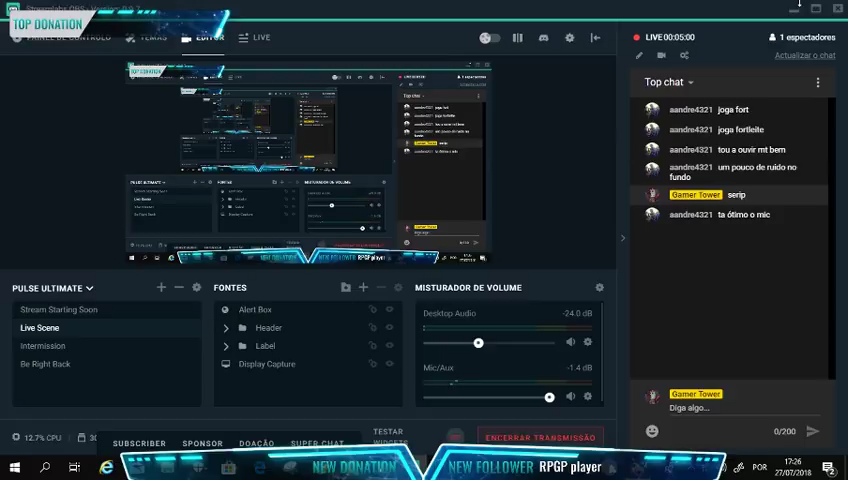 Streamlabs OBS - Version: 0.9.
TOP DONATION
PAINEL DE CONTROLO
TEMAS
EDITOR
LIVE
LIVE 00:05:00
1 espectadores
Actualizar o chat
Top chat
aandre4321 joga fort
aandre4321 joga fortleite
aandre4321 tou a ouvir mt bem
aandre4321 um pouco de ruido no
fundo
Gamer Tower serip
aandre4321 ta ótimo o mic
PULSE ULTIMATE
Stream Starting Soon
Live Scene
Intermission
Be Right Back
FONTES
Alert Box
Header
Label
Display Capture
MISTURADOR DE VOLUME
Desktop Audio
-24.0 dB
Mic/Aux
-1.4 dB
Gamer Tower
Diga algo...
0/200
12.7% CPU
30
SUBSCRIBER
SPONSOR
DOAÇÃO
SUPER CHAT
TESTAR
WIDGETS
ENCERRAR TRANSMISSÃO
NEW DONATION
NEW FOLLOWER RPGP player
POR
17:26
27/07/2018
2